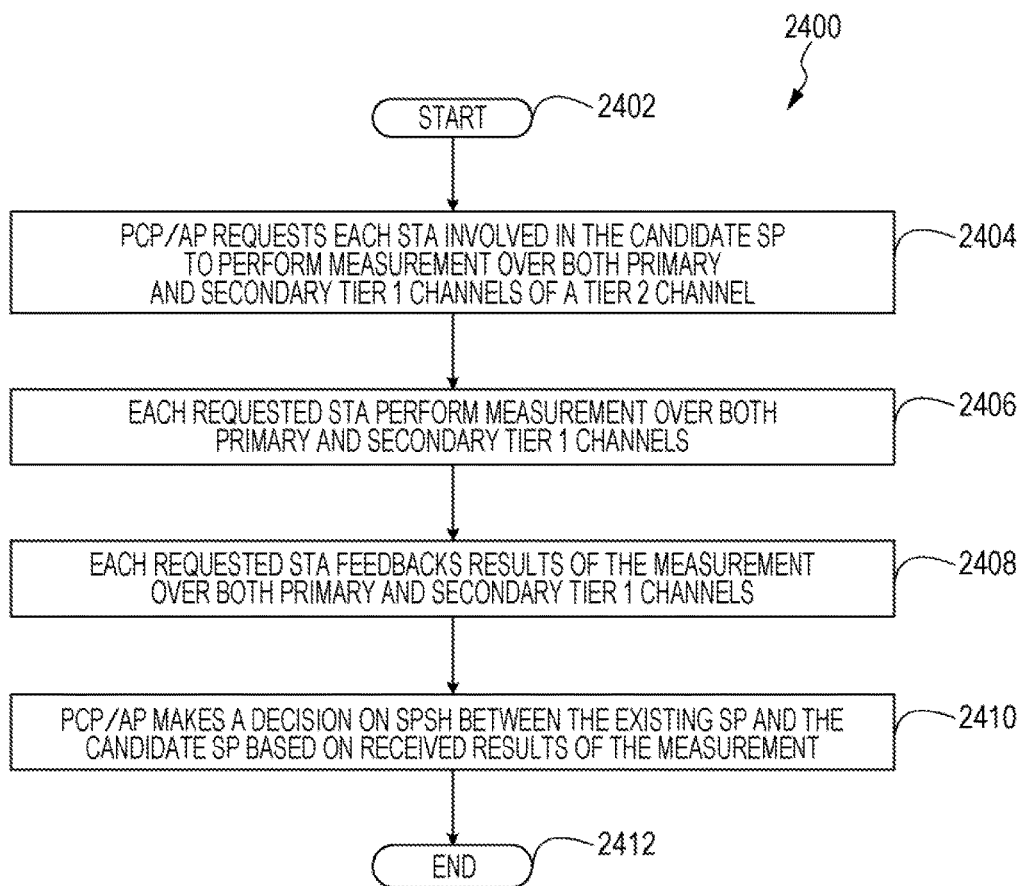 2400
START
2402
PCP/AP REQUESTS EACH STA INVOLVED IN THE CANDIDATE SP
TO PERFORM MEASUREMENT OVER BOTH PRIMARY
AND SECONDARY TIER 1 CHANNELS OF A TIER 2 CHANNEL
2404
EACH REQUESTED STA PERFORM MEASUREMENT OVER BOTH
PRIMARY AND SECONDARY TIER 1 CHANNELS
2406
EACH REQUESTED STA FEEDBACKS RESULTS OF THE MEASUREMENT
OVER BOTH PRIMARY AND SECONDARY TIER 1 CHANNELS
2408
PCP/AP MAKES A DECISION ON SPSH BETWEEN THE EXISTING SP AND THE
CANDIDATE SP BASED ON RECEIVED RESULTS OF THE MEASUREMENT
2410
END
2412